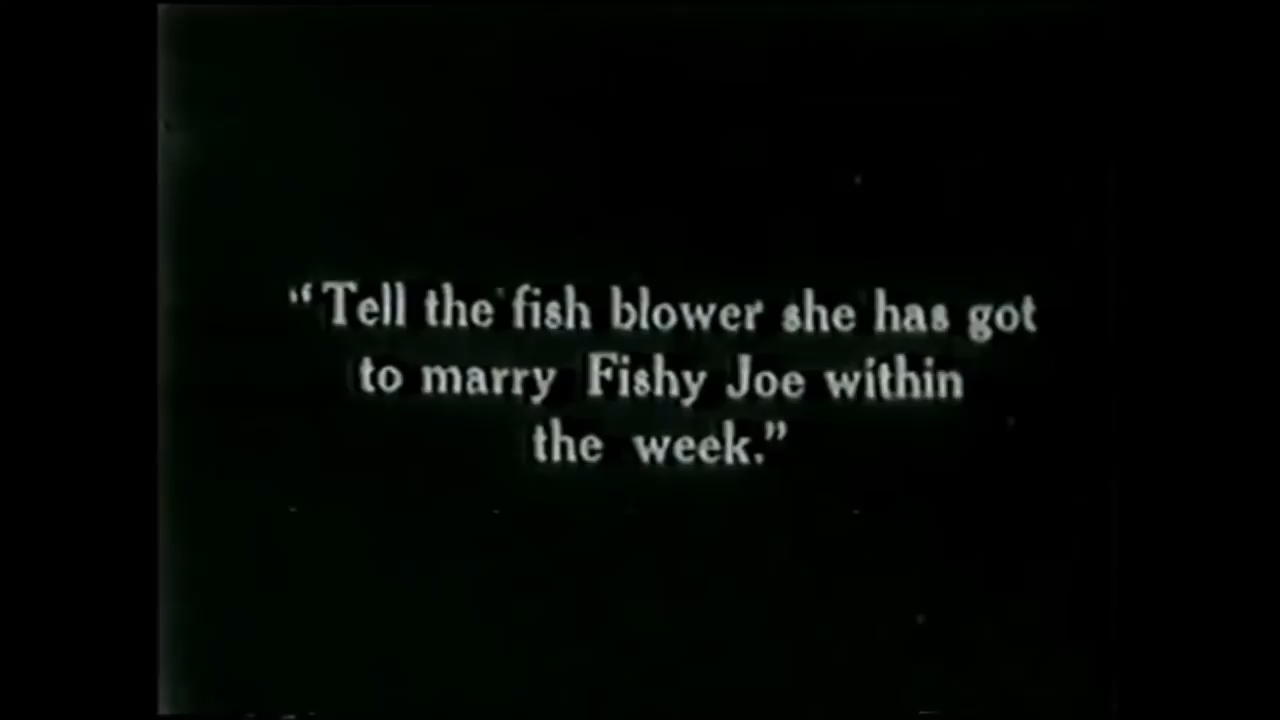 “Tell the fish blower she has got
to marry Fishy Joe within
the week.”